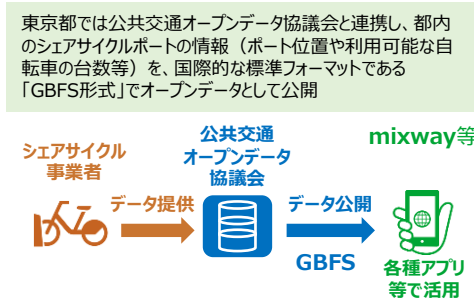 東京都では公共交通オープンデータ協議会と連携し、都内
のシェアサイクルポートの情報（ポート位置や利用可能な自
転車の台数等）を、国際的な標準フォーマットである
「GBFS形式」でオープンデータとして公開
シェアサイクル
事業者
データ提供
公共交通
オープンデータ
協議会
データ公開
GBFS
mixway等
各種アプリ
等で活用